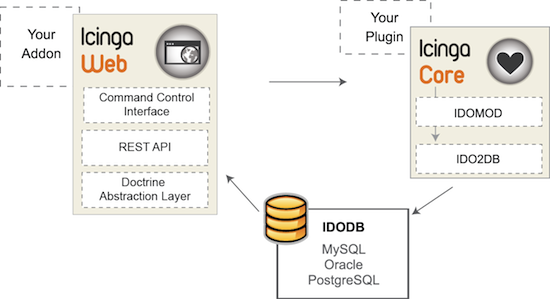 Your
Addon
Icinga
Web
Command Control
Interface
REST API
Doctrine
Abstraction Layer
Your
Plugin
Icinga
Core
IDOMOD
IDO2DB
IDODB
MySQL
Oracle
PostgreSQL